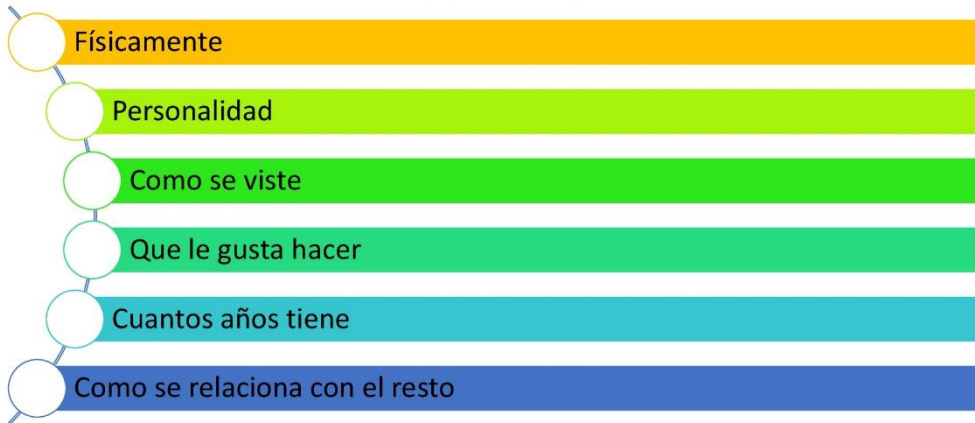 Físicamente
Personalidad
Como se viste
Que le gusta hacer
Cuantos años tiene
Como se relaciona con el resto